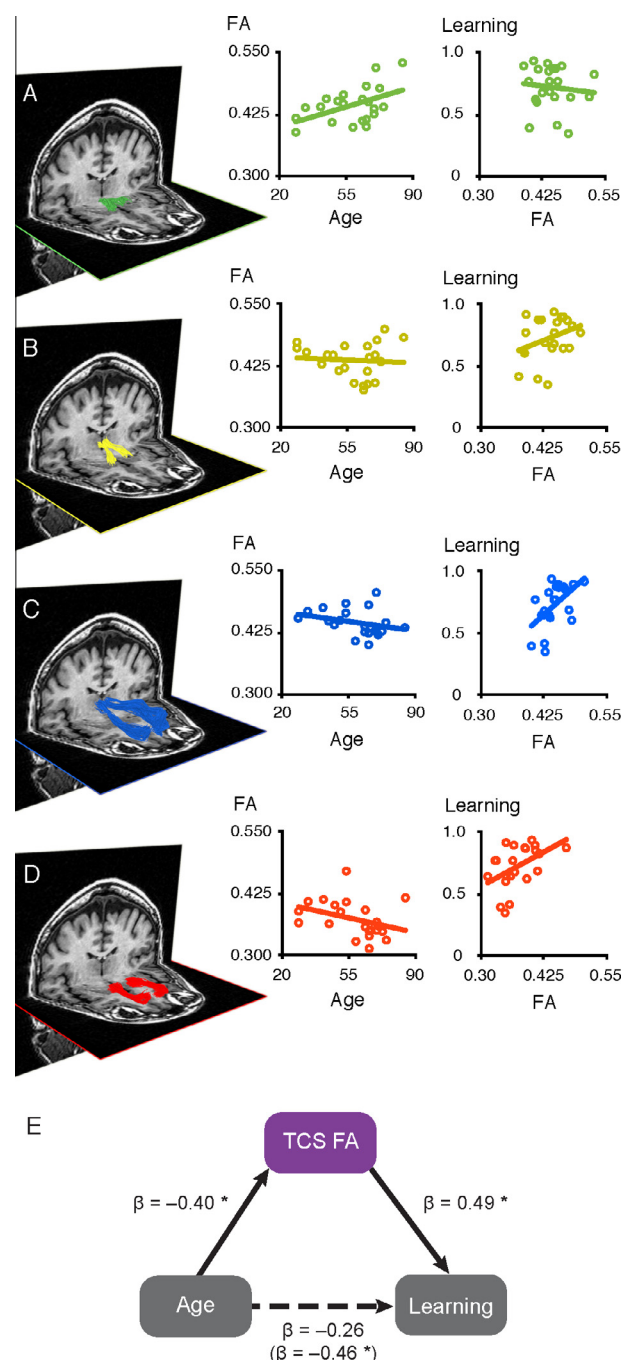 A
FA
0.550
0.425
0.300
20 55 90
Age
Learning
1.0
0.5
0
0.30 0.425 0.55
FA
B
FA
0.550
0.425
0.300
20 55 90
Age
Learning
1.0
0.5
0
0.30 0.425 0.55
FA
C
FA
0.550
0.425
0.300
20 55 90
Age
Learning
1.0
0.5
0
0.30 0.425 0.55
FA
D
FA
0.550
0.425
0.300
20 55 90
Age
Learning
1.0
0.5
0
0.30 0.425 0.55
FA
E
TCS FA
β = –0.40 *
β = 0.49 *
Age
Learning
β = –0.26
(β = –0.46 *)